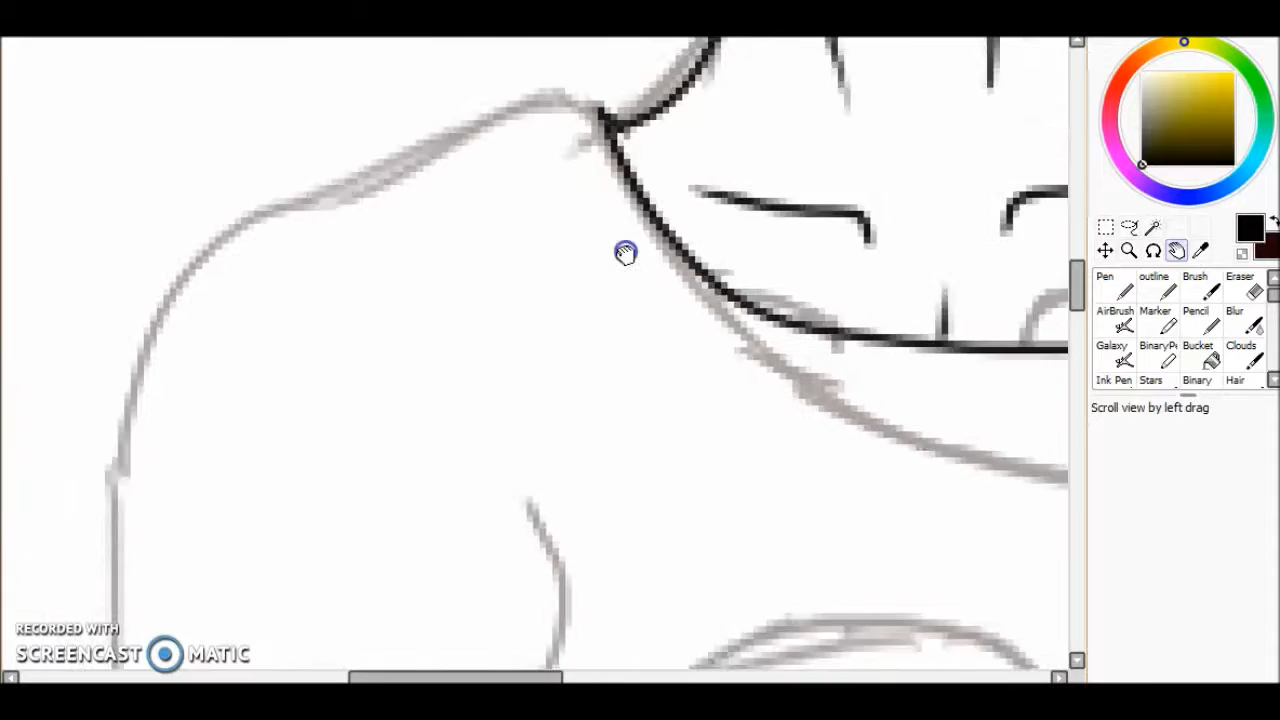 Pen outline Brush Eraser
AirBrush Marker Pencil Blur
Galaxy BinaryPe Bucket Clouds
Ink Pen Stars Binary Hair
Scroll view by left drag
RECORDED WITH
SCREENCAST MATIC